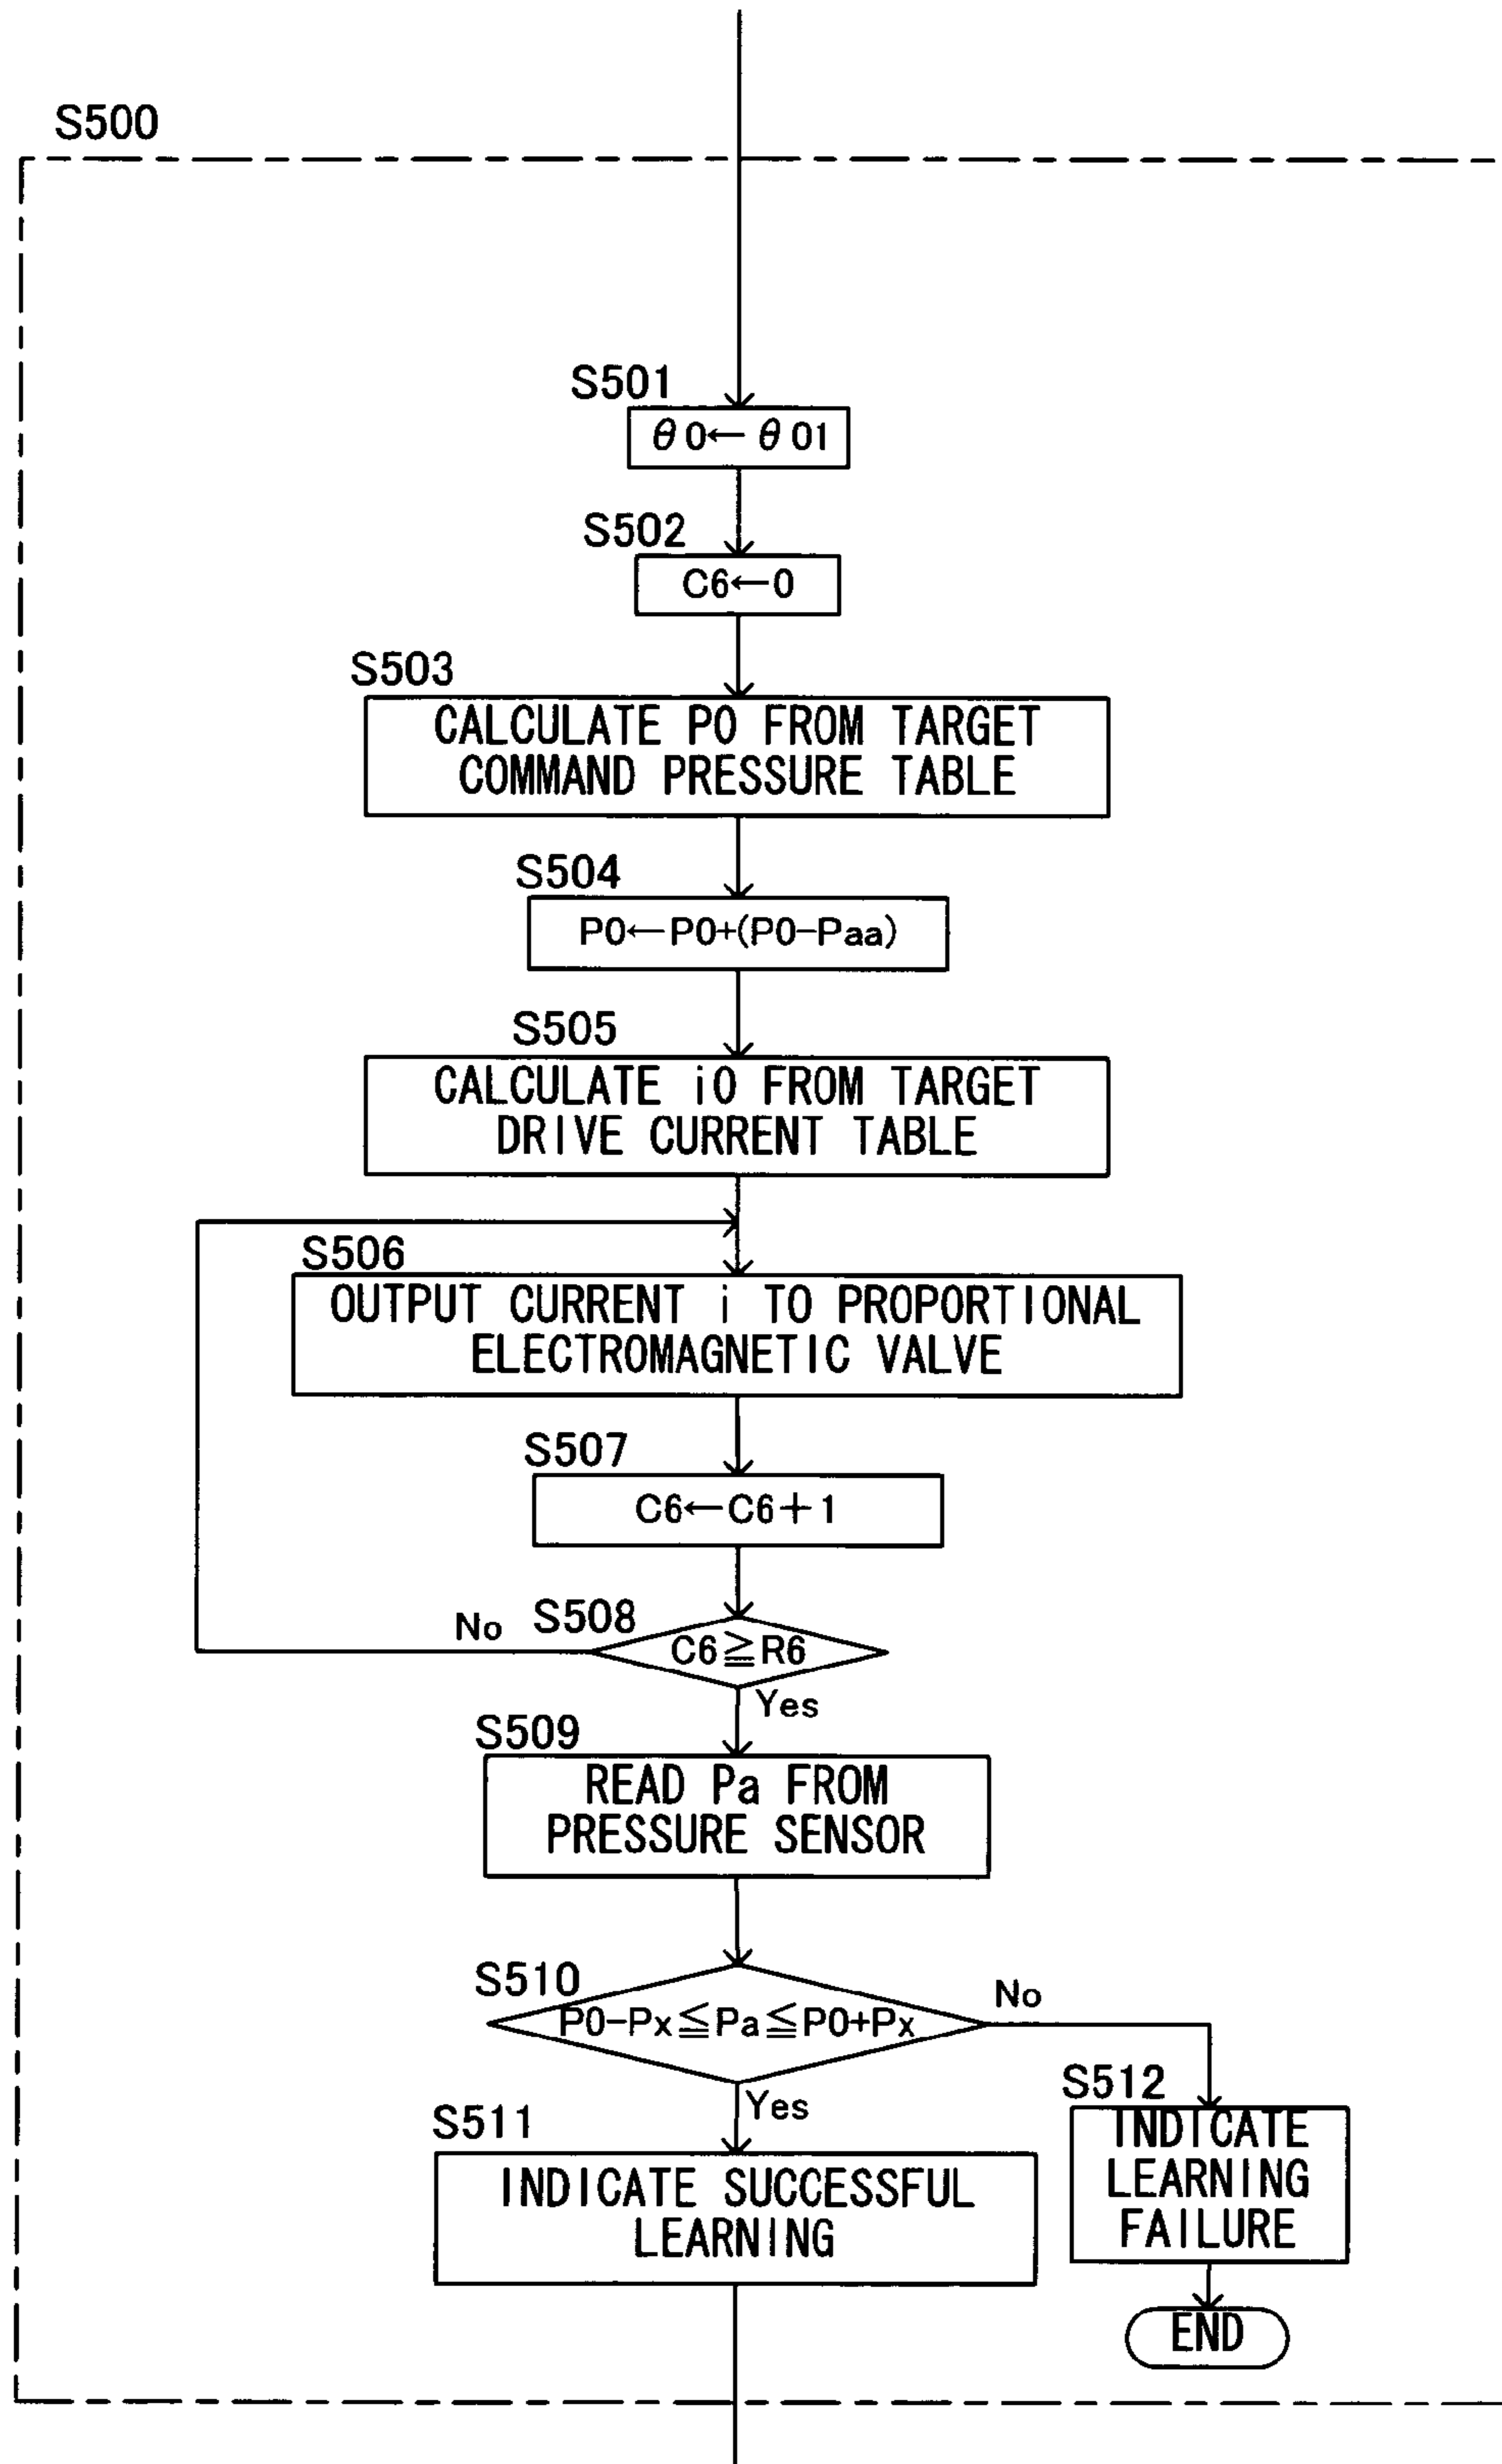 S500
S501
θ0←θ01
S502
C6←0
S503
CALCULATE P0 FROM TARGET
COMMAND PRESSURE TABLE
S504
P0←P0+(P0-Paa)
S505
CALCULATE i0 FROM TARGET
DRIVE CURRENT TABLE
S506
OUTPUT CURRENT i TO PROPORTIONAL
ELECTROMAGNETIC VALVE
S507
C6←C6+1
S508
No
C6≧R6
Yes
S509
READ Pa FROM
PRESSURE SENSOR
S510
P0-Px≦Pa≦P0+Px
No
Yes
S511
INDICATE SUCCESSFUL
LEARNING
S512
INDICATE
LEARNING
FAILURE
END